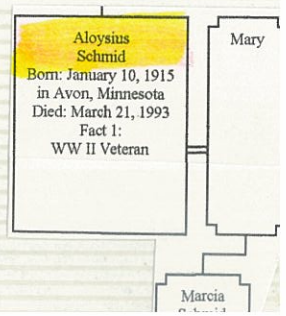 Aloysius
Schmid
Born: January 10, 1915
in Avon, Minnesota
Died: March 21, 1993
Fact 1:
WW II Veteran
Mary
Marcia
Schmid